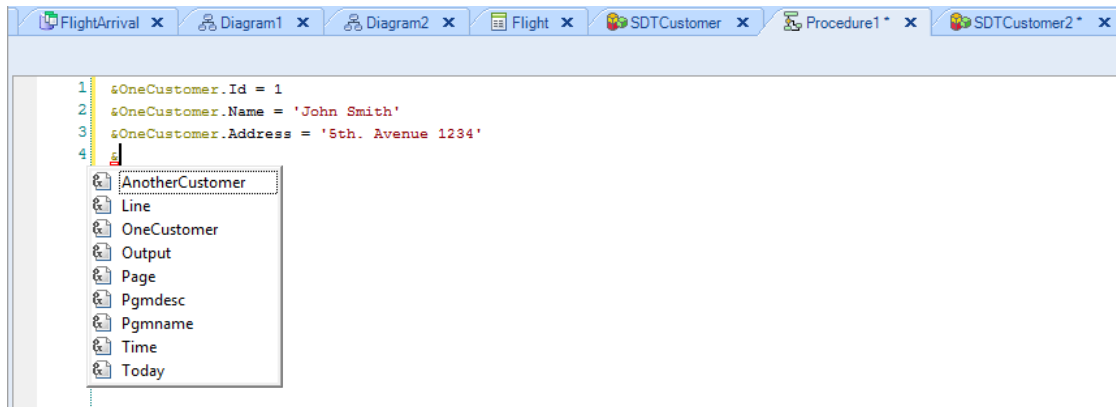 FlightArrival Diagram1 Diagram2 Flight SDTCustomer Procedure1 * SDTCustomer2 *
1 &OneCustomer.Id = 1
2 &OneCustomer.Name = 'John Smith'
3 &OneCustomer.Address = '5th. Avenue 1234'
4 &
AnotherCustomer
Line
OneCustomer
Output
Page
Pgmdesc
Pgmname
Time
Today